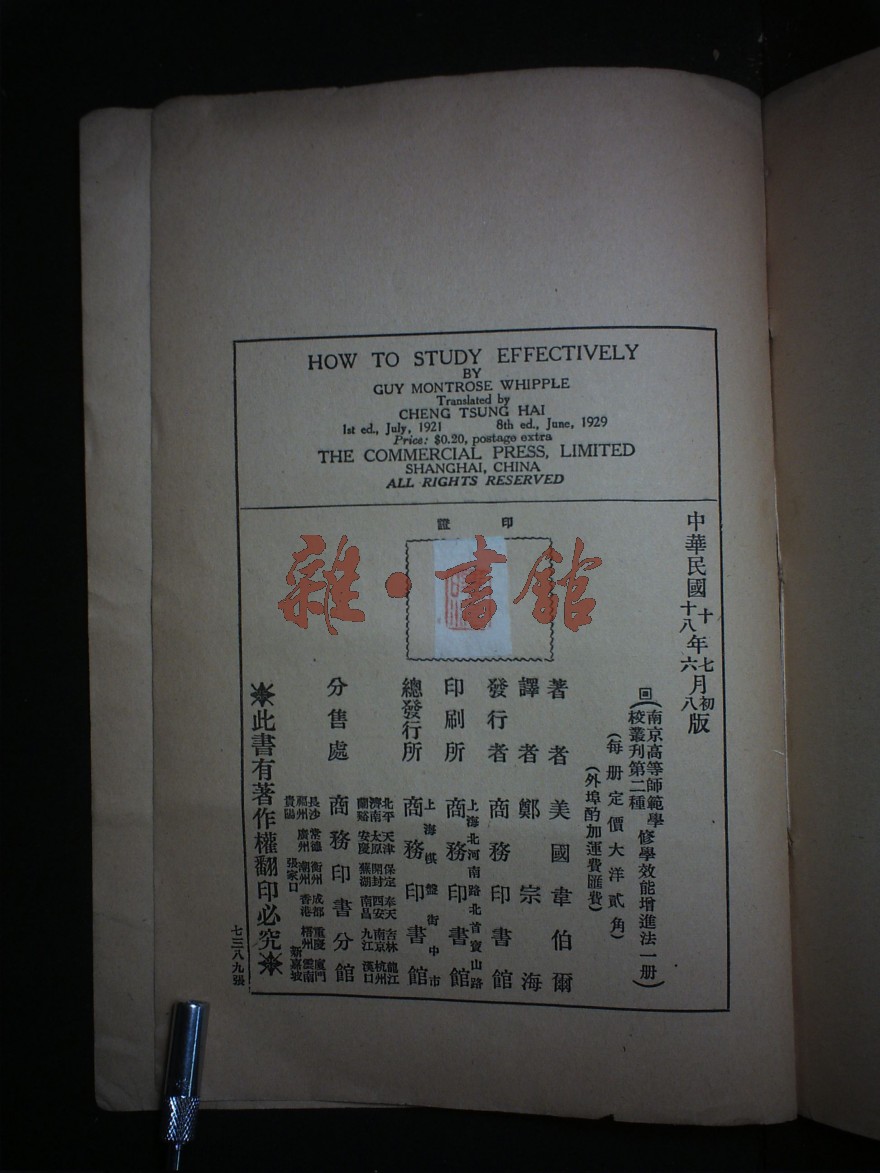 HOW TO STUDY EFFECTIVELY
BY
GUY MONTROSE WHIPPLE
Translated by
CHENG TSUNG HAI
1st ed., July, 1921 8th ed., June, 1929
Price: $0.20, postage extra
THE COMMERCIAL PRESS, LIMITED
SHANGHAI, CHINA
ALL RIGHTS RESERVED
印證
雜·書館
中華民國十年七月初版
十八年六月八版
回(南京高等師範學校叢刊第二種 修學效能增進法一册)
(每册定價大洋貳角)
(外埠酌加運費匯費)
著者 美國韋伯爾
譯者 鄭宗海
發行者 商務印書館
印刷所 上海北河南路北首寶山路 商務印書館
總發行所 上海棋盤街中市 商務印書館
分售處 商務印書分館
北平 天津 保定 奉天 吉林 龍江
濟南 太原 開封 西安 南京 杭州
蘭谿 安慶 蕪湖 南昌 九江 漢口
長沙 常德 衡州 成都 重慶 廈門
福州 廣州 潮州 香港 梧州 雲南
貴陽 張家口 新嘉坡
此書有著作權翻印必究
七三八九張